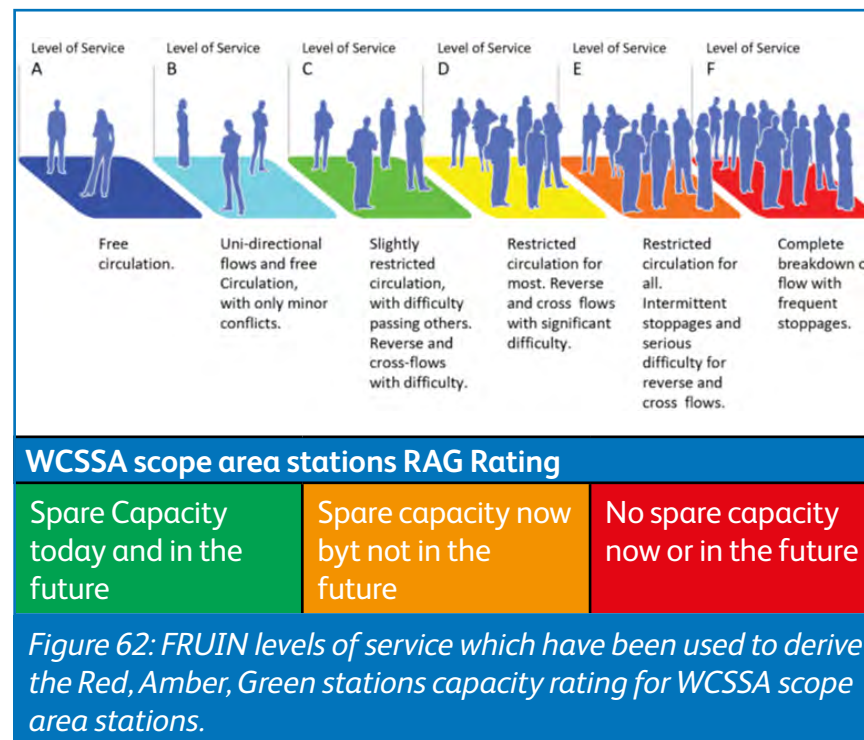 Level of Service
A
Level of Service
B
Level of Service
C
Level of Service
D
Level of Service
E
Level of Service
F
Free
circulation.
Uni-directional
flows and free
Circulation,
with only minor
conflicts.
Slightly
restricted
circulation,
with difficulty
passing others.
Reverse and
cross-flows
with difficulty.
Restricted
circulation for
most. Reverse
and cross flows
with significant
difficulty.
Restricted
circulation for
all.
Intermittent
stoppages and
serious
difficulty for
reverse and
cross flows.
Complete
breakdown
flow with
frequent
stoppages.
WCSSA scope area stations RAG Rating
Spare Capacity
today and in the
future
Spare capacity now
byt not in the
future
No spare capacity
now or in the future
Figure 62: FRUIN levels of service which have been used to derive
the Red, Amber, Green stations capacity rating for WCSSA scope
area stations.